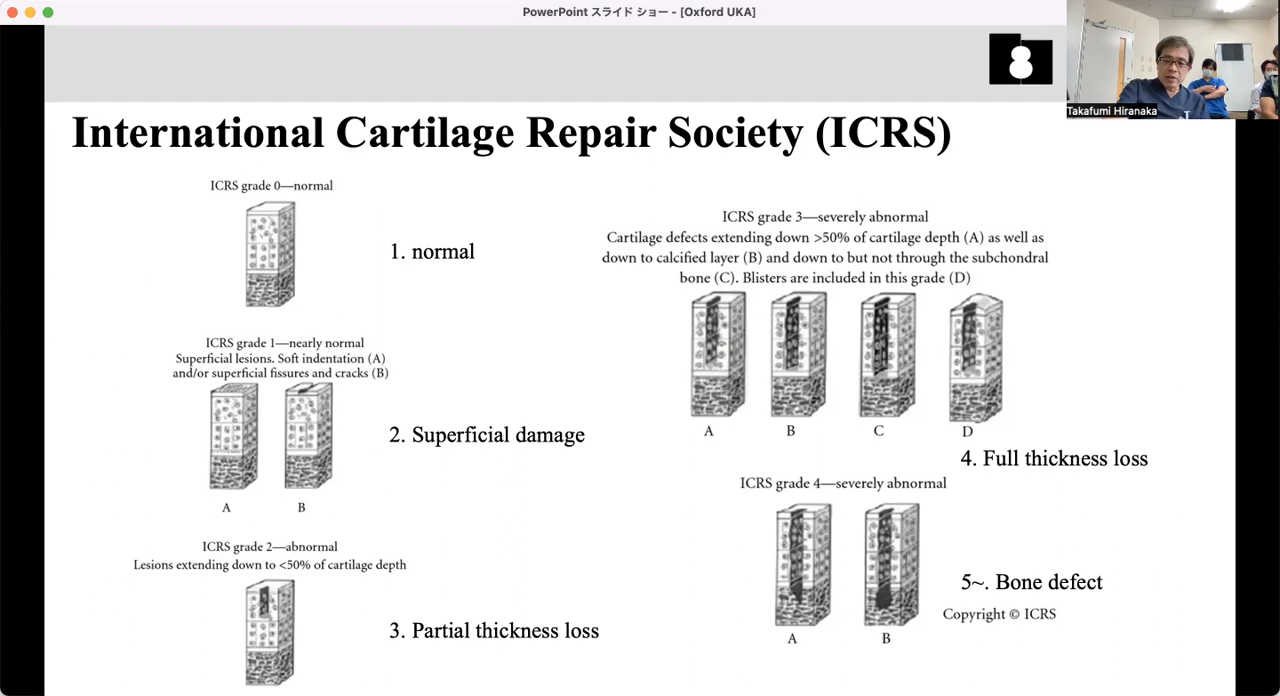 PowerPoint スライド ショー - [Oxford UKA]
Takafumi Hiranaka
International Cartilage Repair Society (ICRS)
ICRS grade 0—normal
1. normal
ICRS grade 1—nearly normal
Superficial lesions. Soft indentation (A)
and/or superficial fissures and cracks (B)
A
B
2. Superficial damage
ICRS grade 2—abnormal
Lesions extending down to <50% of cartilage depth
3. Partial thickness loss
ICRS grade 3—severely abnormal
Cartilage defects extending down >50% of cartilage depth (A) as well as
down to calcified layer (B) and down to but not through the subchondral
bone (C). Blisters are included in this grade (D)
A
B
C
D
4. Full thickness loss
ICRS grade 4—severely abnormal
5~. Bone defect
Copyright © ICRS
A
B